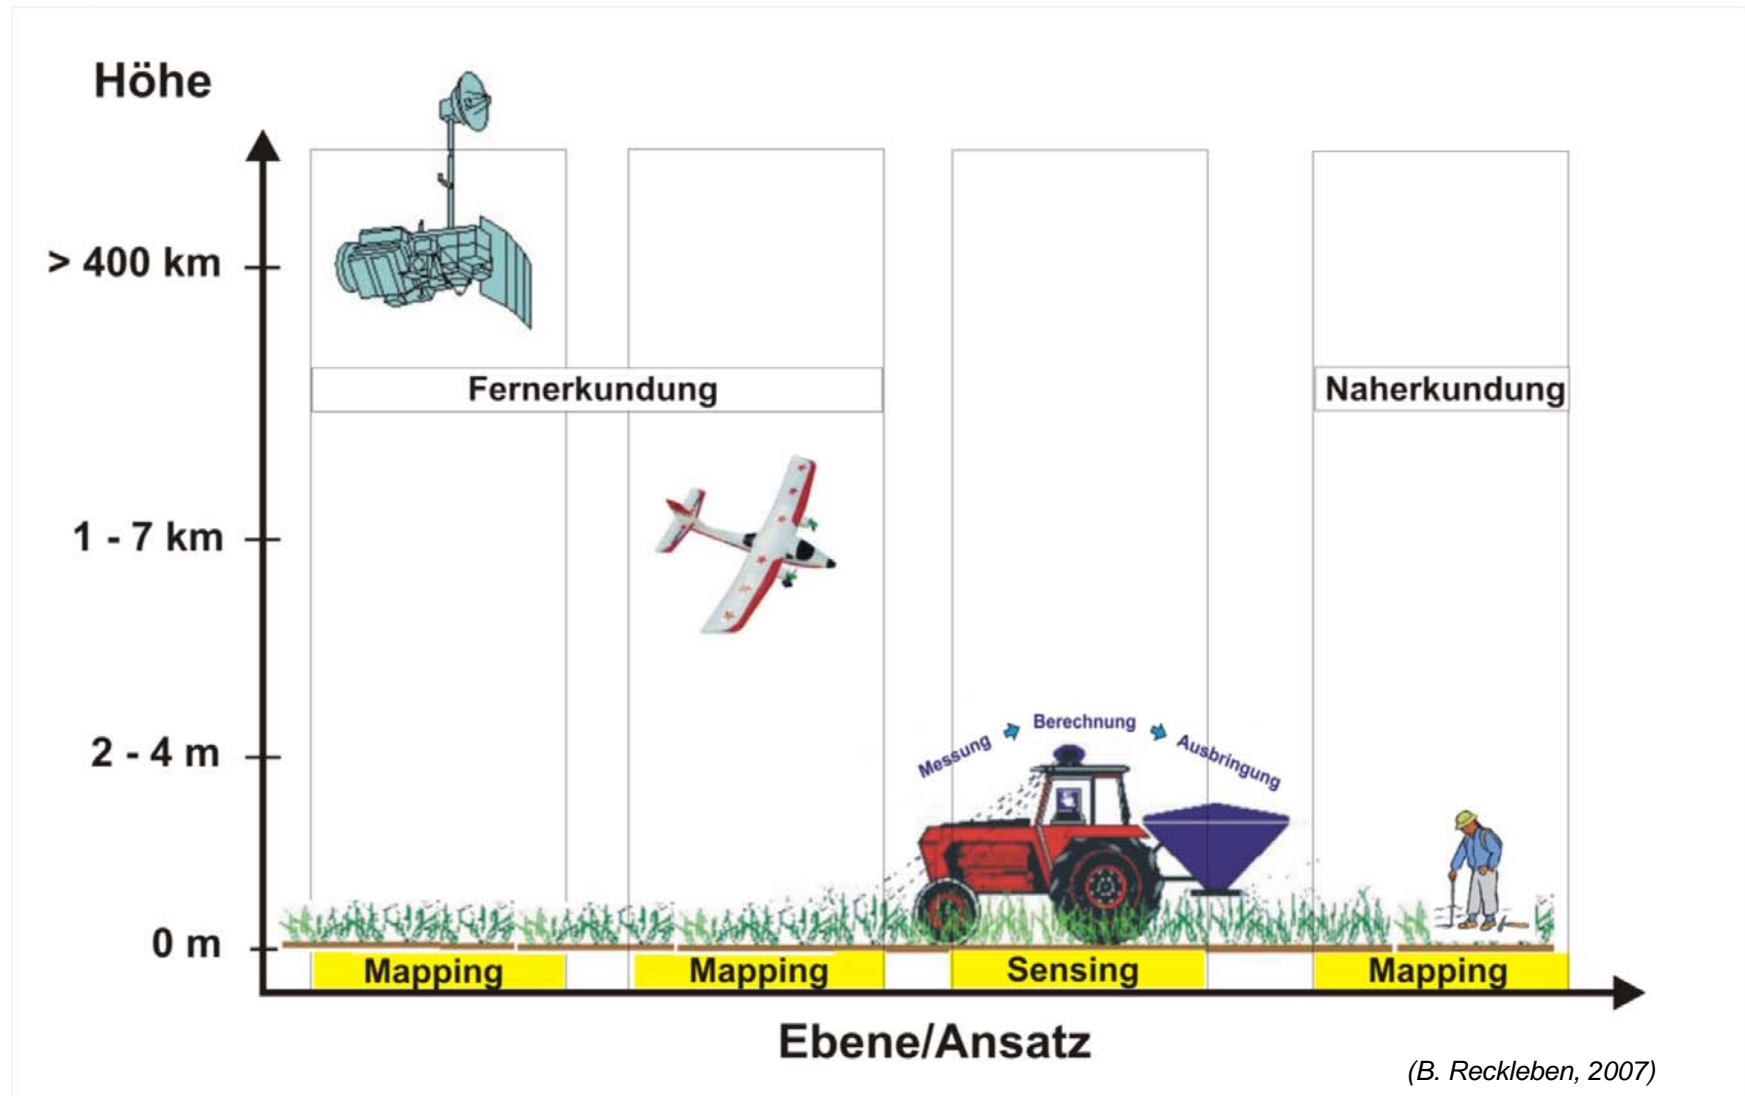 Höhe
> 400 km
Fernerkundung
Naherkundung
1 - 7 km
Messung
Berechnung
Ausbringung
2 - 4 m
0 m
Mapping
Mapping
Sensing
Mapping
Ebene/Ansatz
(B. Reckleben, 2007)